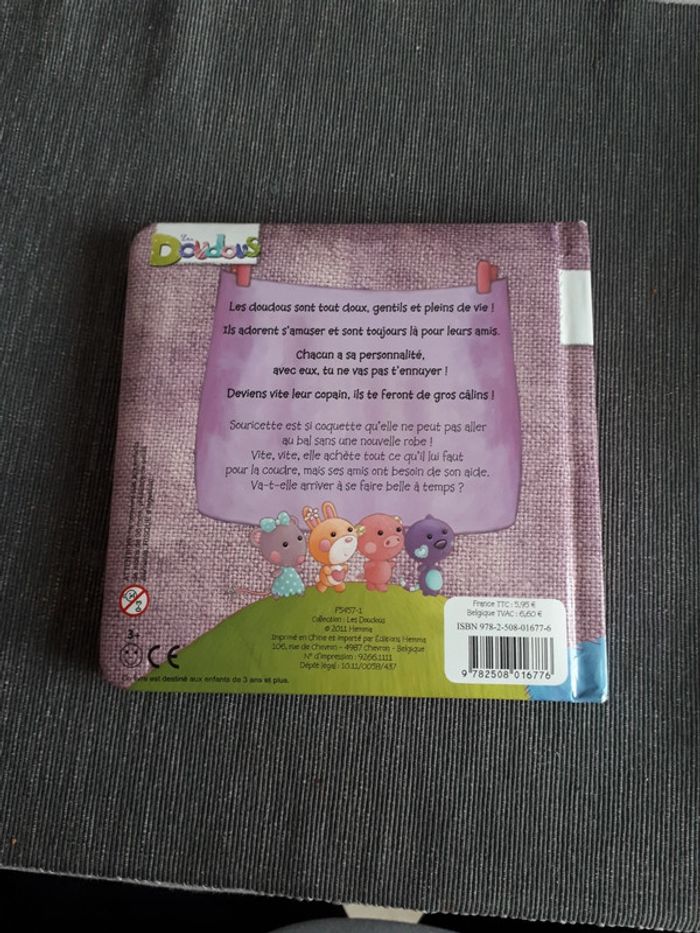 Les
Doudous
Les doudous sont tout doux, gentils et pleins de vie !
Ils adorent s'amuser et sont toujours là pour leurs amis.
Chacun a sa personnalité,
avec eux, tu ne vas pas t'ennuyer !
Deviens vite leur copain, ils te feront de gros câlins !
Souricette est si coquette qu'elle ne peut pas aller
au bal sans une nouvelle robe !
Vite, vite, elle achète tout ce qu'il lui faut
pour la coudre, mais ses amis ont besoin de son aide.
Va-t-elle arriver à se faire belle à temps ?
0-3
3+
CE
F5457-1
Collection : Les Doudous
© 2011 Hemma
Imprimé en Chine et importé par Éditions Hemma
106, rue de Chevron - 4987 Chevron - Belgique
N° d'impression : 9266.1111
Dépôt légal : 10.11/0058/437
est destiné aux enfants de 3 ans et plus.
France TTC : 5,95 €
Belgique TVAC : 6,60 €
ISBN 978-2-508-01677-6
9 782508 016776